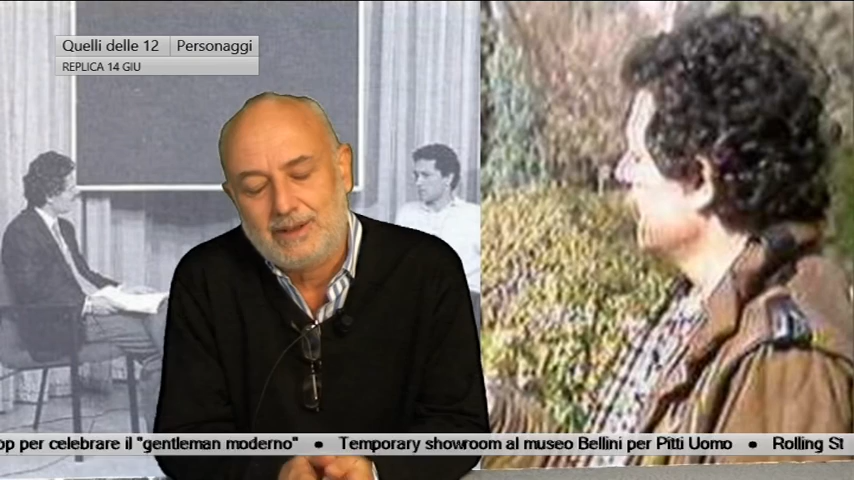 Quelli delle 12 Personaggi
REPLICA 14 GIU
op per celebrare il "gentleman moderno" • Temporary showroom al museo Bellini per Pitti Uomo • Rolling St